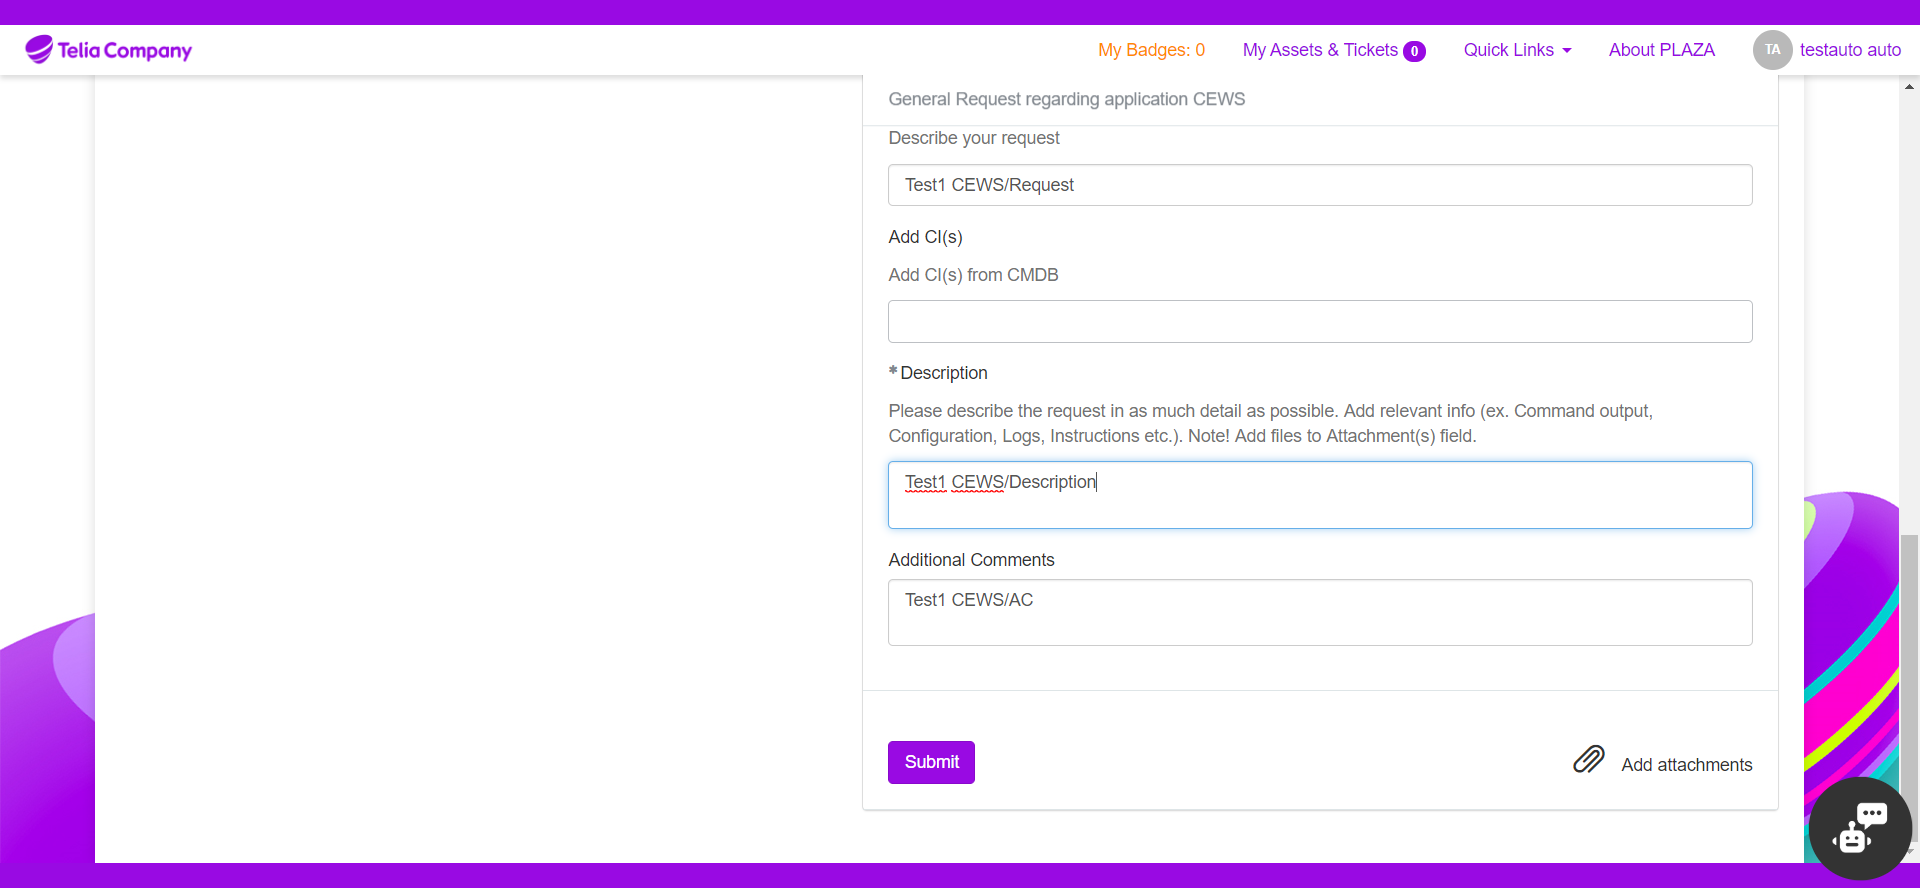 Telia Company
My Badges: 0
My Assets & Tickets 0
Quick Links
About PLAZA
TA
testauto auto
General Request regarding application CEWS
Describe your request
Test1 CEWS/Request
Add CI(s)
Add CI(s) from CMDB
* Description
Please describe the request in as much detail as possible. Add relevant info (ex. Command output,
Configuration, Logs, Instructions etc.). Note! Add files to Attachment(s) field.
Test1 CEWS/Description
Additional Comments
Test1 CEWS/AC
Submit
Add attachments